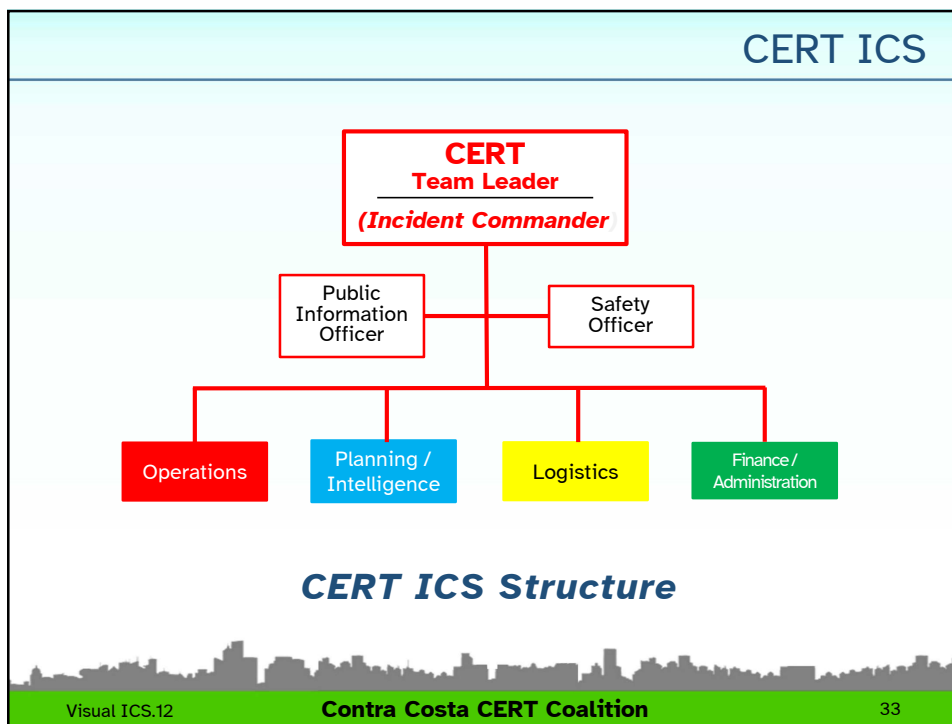 CERT ICS
CERT
Team Leader
(Incident Commander)
Public
Information
Officer
Safety
Officer
Operations
Planning /
Intelligence
Logistics
Finance /
Administration
CERT ICS Structure
Visual ICS.12
Contra Costa CERT Coalition
33